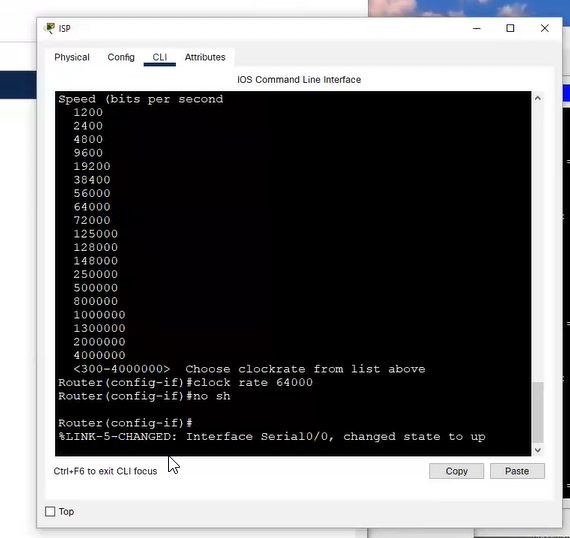 ISP
Physical Config CLI Attributes
IOS Command Line Interface
Speed (bits per second
1200
2400
4800
9600
19200
38400
56000
64000
72000
125000
128000
148000
250000
500000
800000
1000000
1300000
2000000
4000000
<300-4000000> Choose clockrate from list above
Router(config-if)#clock rate 64000
Router(config-if)#no sh
Router(config-if)#
%LINK-5-CHANGED: Interface Serial0/0, changed state to up
Ctrl+F6 to exit CLI focus
Copy Paste
Top